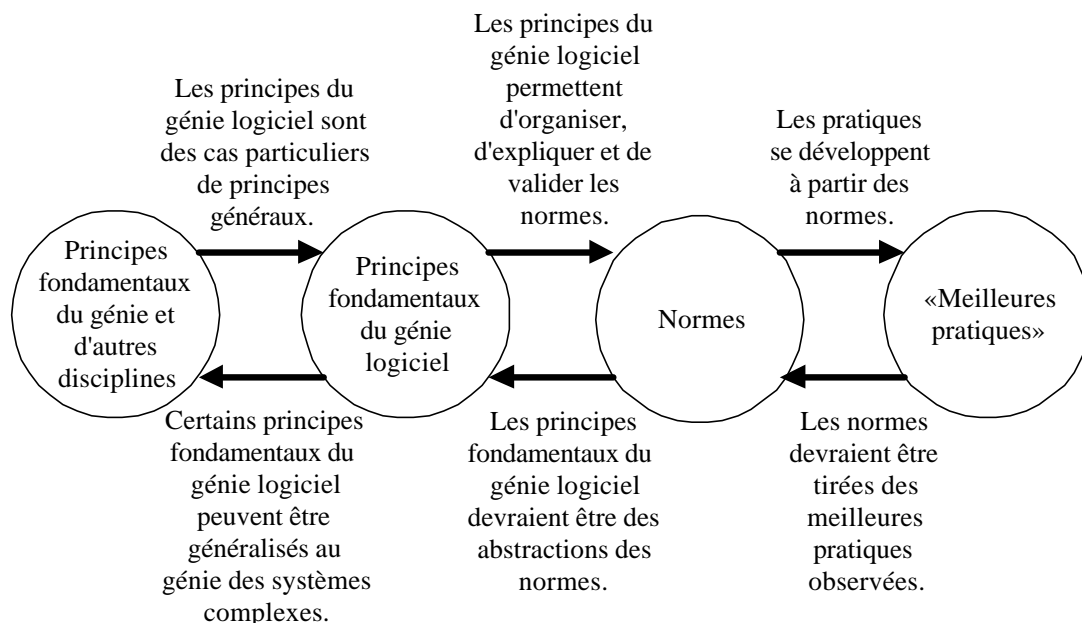 Les principes du
génie logiciel sont
des cas particuliers
de principes
généraux.
Les principes du
génie logiciel
permettent
d'organiser,
d'expliquer et de
valider les
normes.
Les pratiques
se développent
à partir des
normes.
Principes
fondamentaux
du génie et
d'autres
disciplines
Principes
fondamentaux
du génie
logiciel
Normes
«Meilleures
pratiques»
Certains principes
fondamentaux du
génie logiciel
peuvent être
généralisés au
génie des systèmes
complexes.
Les principes
fondamentaux du
génie logiciel
devraient être des
abstractions des
normes.
Les normes
devraient être
tirées des
meilleures
pratiques
observées.